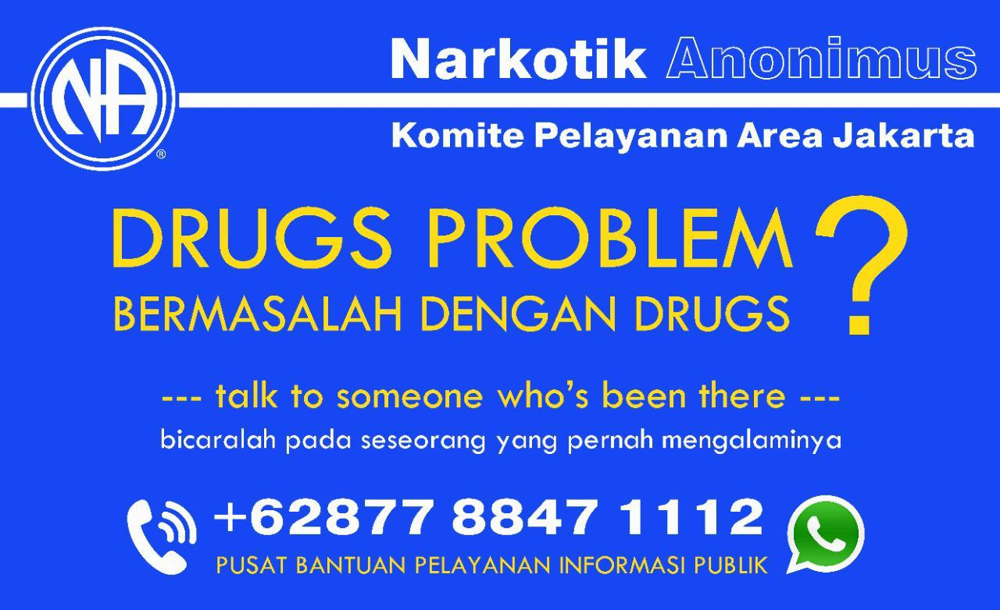 NA
®
Narkotik Anonimus
Komite Pelayanan Area Jakarta
DRUGS PROBLEM
BERMASALAH DENGAN DRUGS ?
--- talk to someone who's been there ---
bicaralah pada seseorang yang pernah mengalaminya
+62877 8847 1112
PUSAT BANTUAN PELAYANAN INFORMASI PUBLIK